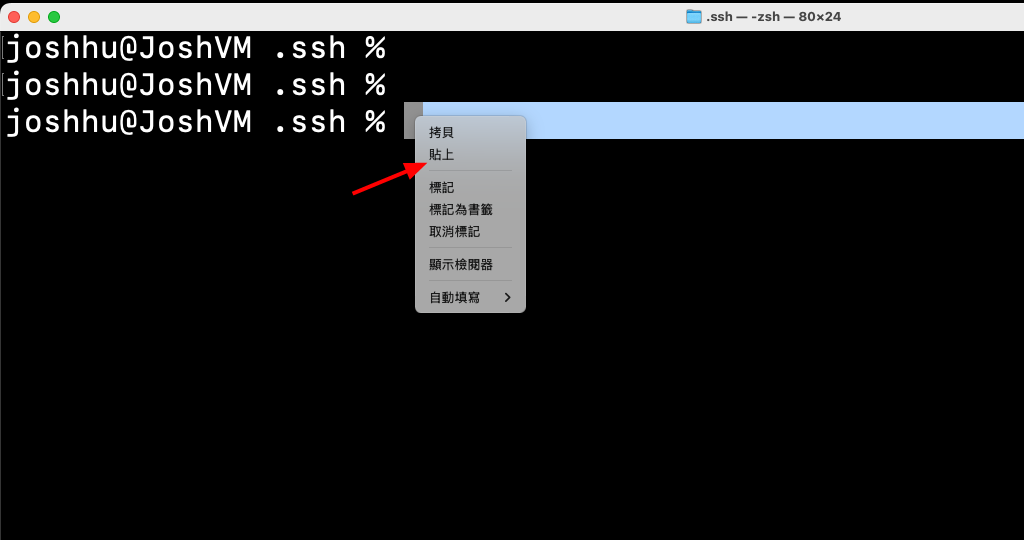 .ssh — -zsh — 80×24
joshhu@JoshVM .ssh %
joshhu@JoshVM .ssh %
joshhu@JoshVM .ssh %
拷貝
貼上
標記
標記為書籤
取消標記
顯示檢閱器
自動填寫